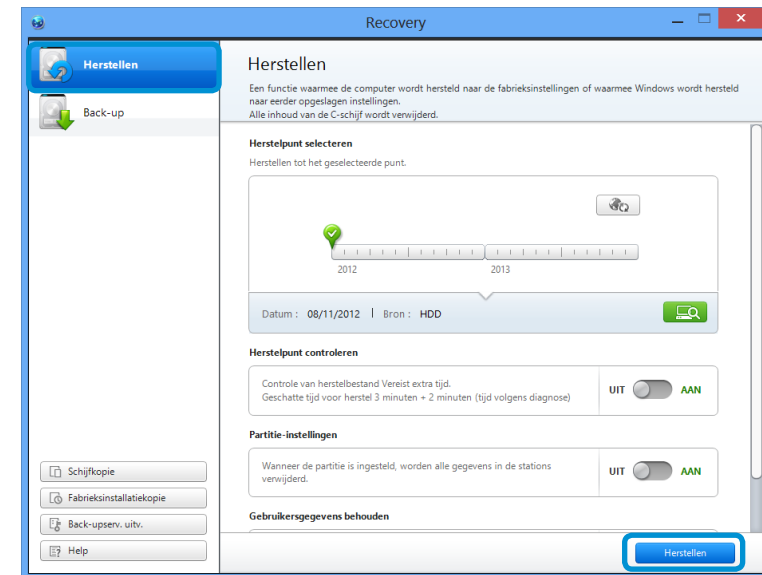 Recovery
Herstellen
Back-up
Schijfkopie
Fabrieksinstallatiekopie
Back-upserv. uitv.
Help
Herstellen
Een functie waarmee de computer wordt hersteld naar de fabrieksinstellingen of waarmee Windows wordt hersteld
naar eerder opgeslagen instellingen.
Alle inhoud van de C-schijf wordt verwijderd.
Herstelpunt selecteren
Herstellen tot het geselecteerde punt.
2012 2013
Datum : 08/11/2012 | Bron : HDD
Herstelpunt controleren
Controle van herstelbestand Vereist extra tijd.
Geschatte tijd voor herstel 3 minuten + 2 minuten (tijd volgens diagnose)
UIT AAN
Partitie-instellingen
Wanneer de partitie is ingesteld, worden alle gegevens in de stations
verwijderd.
UIT AAN
Gebruikersgegevens behouden
Herstellen